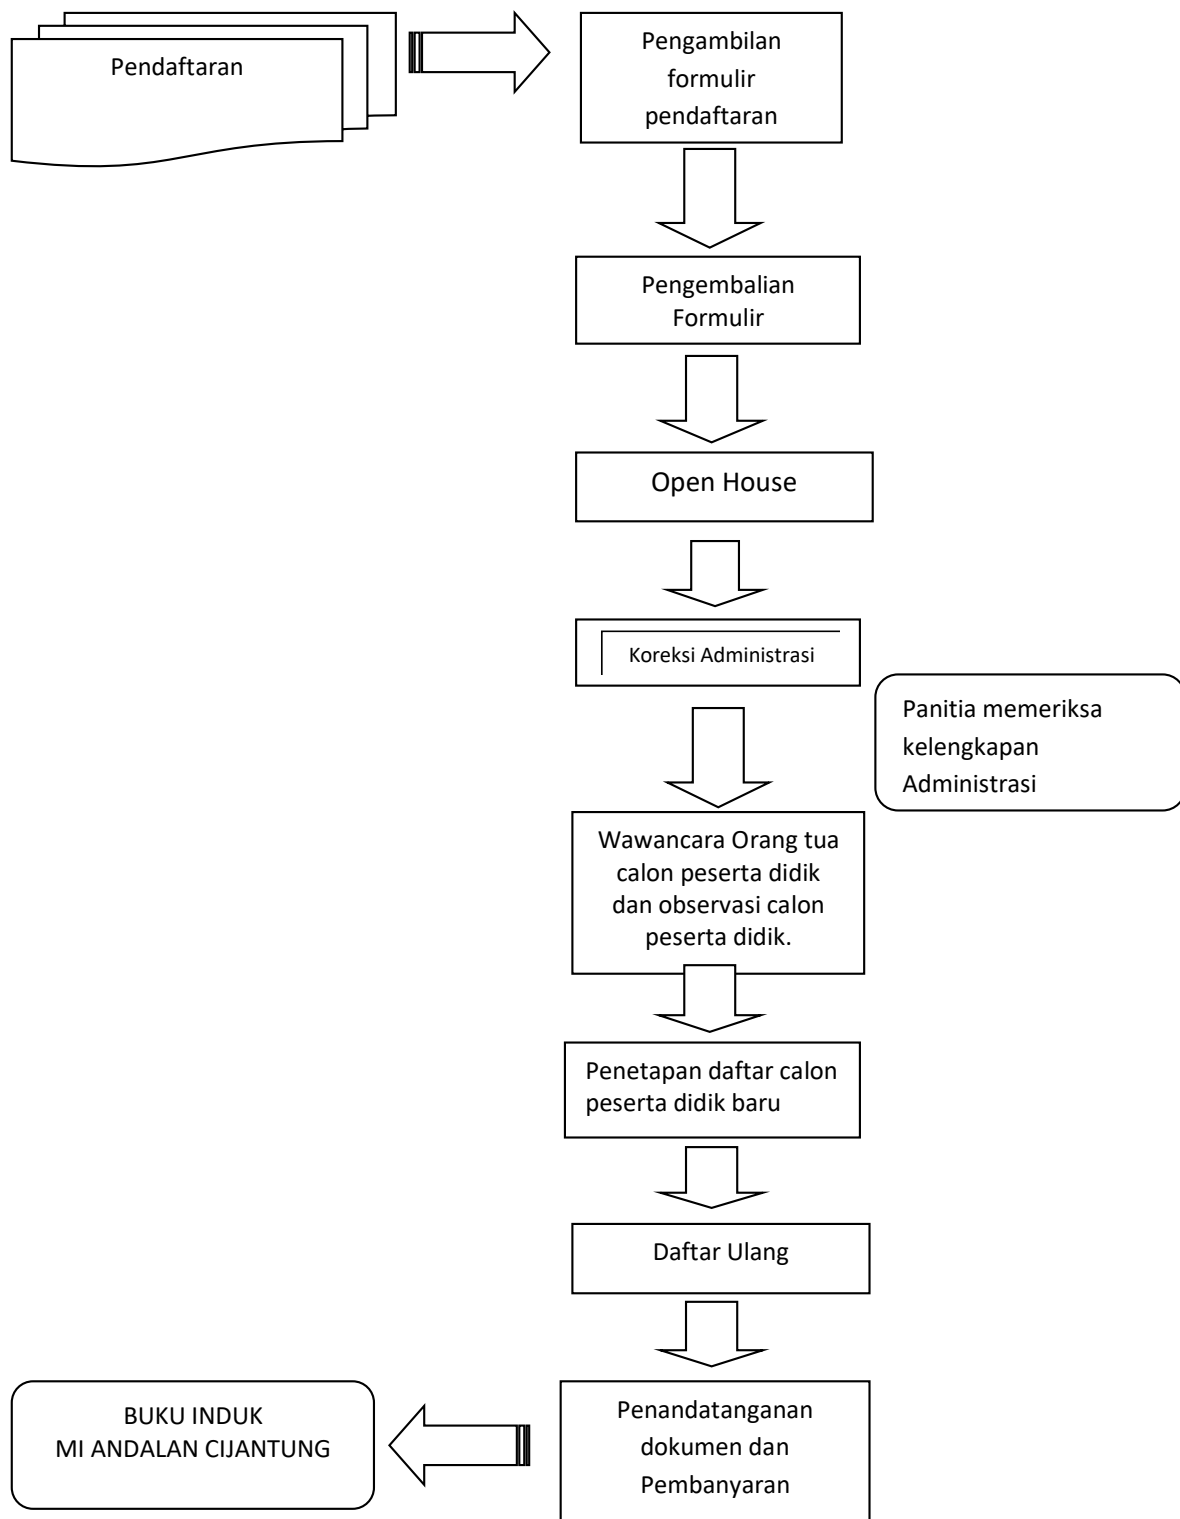 Pendaftaran
Pengambilan
formulir
pendaftaran
Pengembalian
Formulir
Open House
Koreksi Administrasi
Panitia memeriksa
kelengkapan
Administrasi
Wawancara Orang tua
calon peserta didik
dan observasi calon
peserta didik.
Penetapan daftar calon
peserta didik baru
Daftar Ulang
Penandatanganan
dokumen dan
Pembanyaran
BUKU INDUK
MI ANDALAN CIJANTUNG